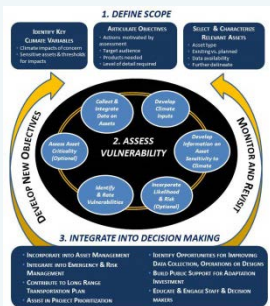 1. DEFINE SCOPE
IDENTIFY KEY
CLIMATE VARIABLES
• Climate impacts of concern
• Sensitive assets & thresholds
for impacts
ARTICULATE OBJECTIVES
• Actions motivated by
assessment
• Target audience
• Products needed
• Level of detail required
SELECT & CHARACTERIZE
RELEVANT ASSETS
• Asset type
• Existing vs. planned
• Data availability
• Further delineate
DEVELOP NEW OBJECTIVES
Collect &
Integrate
Data on
Assets
Develop
Climate
Inputs
Assess Asset
Criticality
(Optional)
2. ASSESS
VULNERABILITY
Develop
Information on
Asset
Sensitivity to
Climate
Identify
& Rate
Vulnerabilities
Incorporate
Likelihood
& Risk
(Optional)
MONITOR AND REVISIT
3. INTEGRATE INTO DECISION MAKING
• INCORPORATE INTO ASSET MANAGEMENT
• INTEGRATE INTO EMERGENCY & RISK
MANAGEMENT
• CONTRIBUTE TO LONG RANGE
TRANSPORTATION PLAN
• ASSIST IN PROJECT PRIORITIZATION
• IDENTIFY OPPORTUNITIES FOR IMPROVING
DATA COLLECTION, OPERATIONS OR DESIGNS
• BUILD PUBLIC SUPPORT FOR ADAPTATION
INVESTMENT
• EDUCATE & ENGAGE STAFF & DECISION
MAKERS